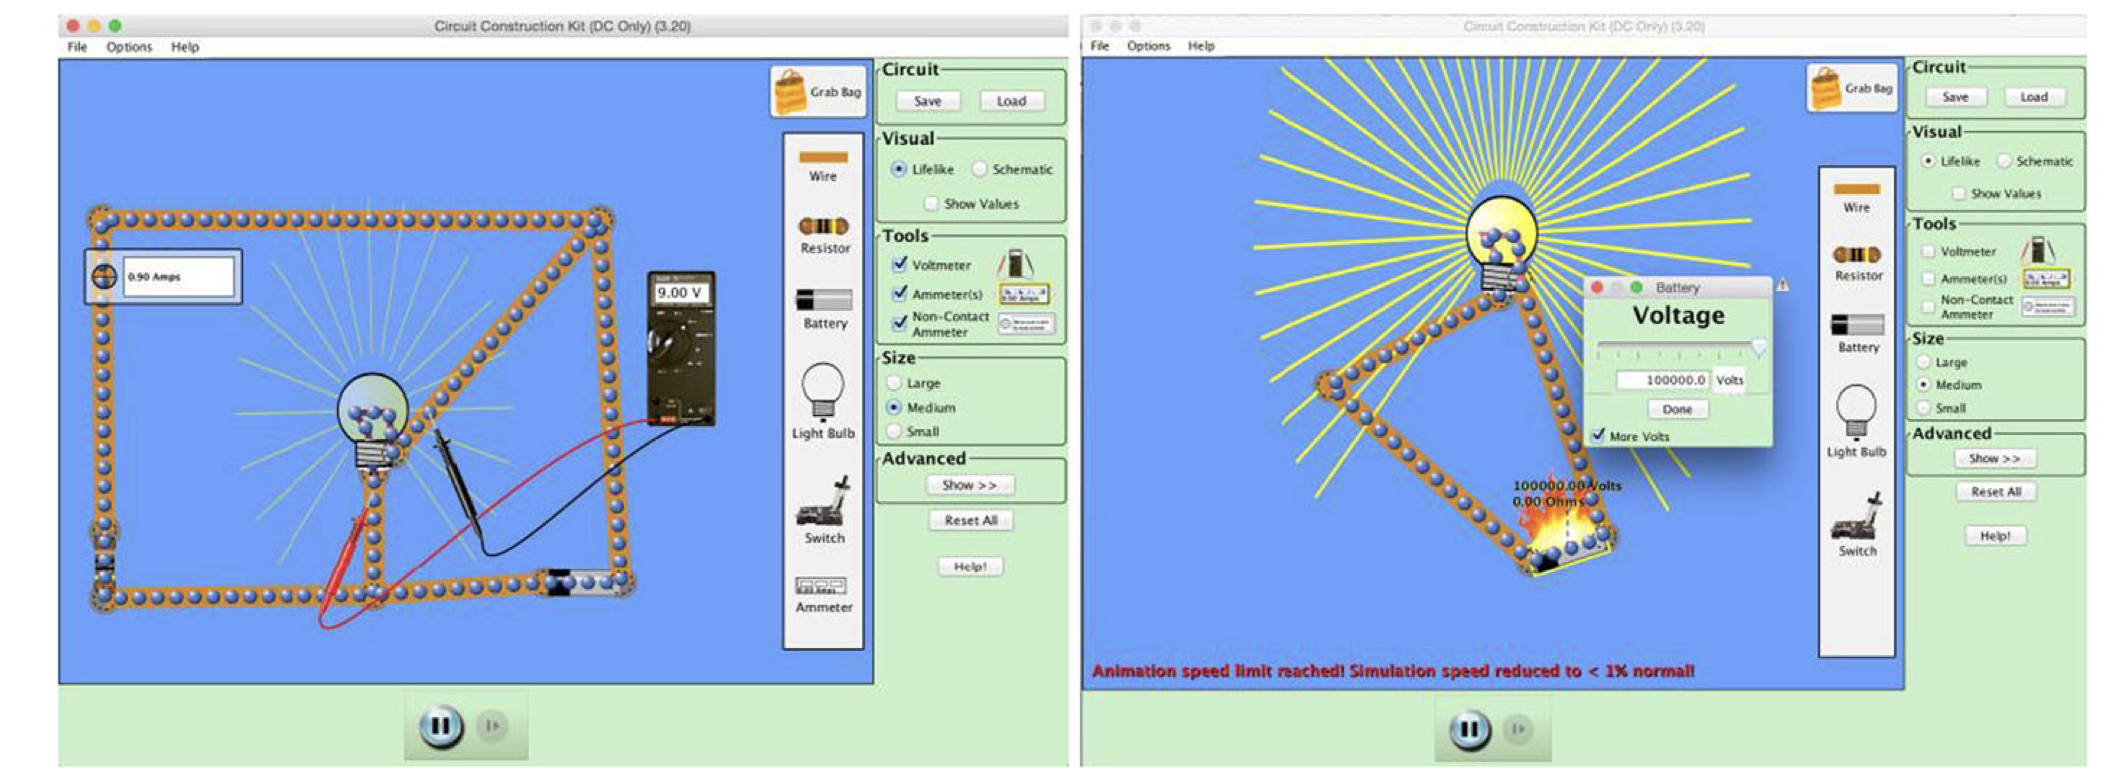 Circuit Construction Kit (DC Only) (3.20)
File Options Help
Grab Bag
Wire
Resistor
Battery
Light Bulb
Switch
0.00 Amps
Ammeter
0.90 Amps
9.00 V
Circuit
Save Load
Visual
Lifelike Schematic
Show Values
Tools
Voltmeter
Ammeter(s)
Non-Contact
Ammeter
Size
Large
Medium
Small
Advanced
Show >>
Reset All
Help!
Circuit Construction Kit (DC Only) (3.20)
File Options Help
Grab Bag
Wire
Resistor
Battery
Light Bulb
Switch
Battery
Voltage
100000.0 Volts
Done
More Volts
100000.00 Volts
0.00 Ohms
Animation speed limit reached! Simulation speed reduced to < 1% normal!
Circuit
Save Load
Visual
Lifelike Schematic
Show Values
Tools
Voltmeter
Ammeter(s)
Non-Contact
Ammeter
Size
Large
Medium
Small
Advanced
Show >>
Reset All
Help!